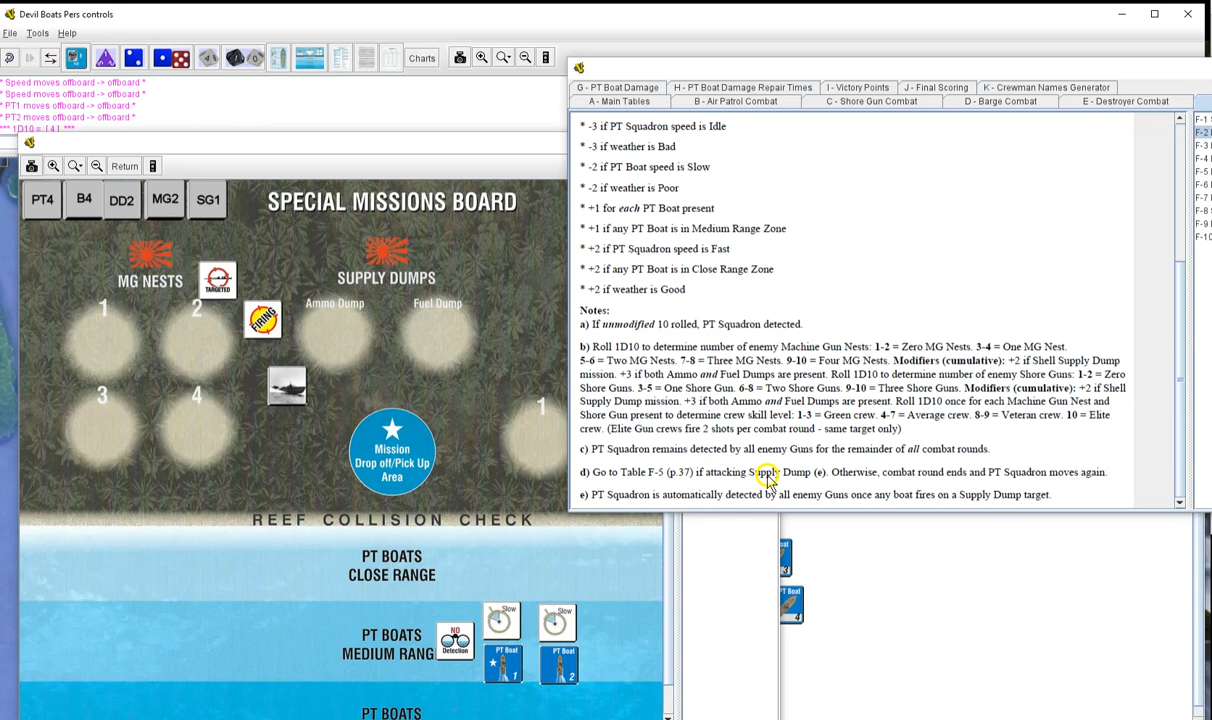 Devil Boats Pers controls
File Tools Help
Charts
* Speed moves offboard -> offboard *
* Speed moves offboard -> offboard *
* PT1 moves offboard -> offboard *
* PT2 moves offboard -> offboard *
*** 1D10 = [ 4 ]. ***
Return
PT4 B4 DD2 MG2 SG1
SPECIAL MISSIONS BOARD
MG NESTS
TARGETED
SUPPLY DUMPS
1 2
FIRING
Ammo Dump Fuel Dump
3 4
1
Mission
Drop off/Pick Up
Area
REEF COLLISION CHECK
PT BOATS
CLOSE RANGE
PT BOATS
MEDIUM RANG
NO
Detection
Slow
Slow
PT Boat
1
PT Boat
2
PT BOATS
G - PT Boat Damage H - PT Boat Damage Repair Times I - Victory Points J - Final Scoring K - Crewman Names Generator
A - Main Tables B - Air Patrol Combat C - Shore Gun Combat D - Barge Combat E - Destroyer Combat
* -3 if PT Squadron speed is Idle
* -3 if weather is Bad
* -2 if PT Boat speed is Slow
* -2 if weather is Poor
* +1 for each PT Boat present
* +1 if any PT Boat is in Medium Range Zone
* +2 if PT Squadron speed is Fast
* +2 if any PT Boat is in Close Range Zone
* +2 if weather is Good
Notes:
a) If unmodified 10 rolled, PT Squadron detected.
b) Roll 1D10 to determine number of enemy Machine Gun Nests: 1-2 = Zero MG Nests. 3-4 = One MG Nest.
5-6 = Two MG Nests. 7-8 = Three MG Nests. 9-10 = Four MG Nests. Modifiers (cumulative): +2 if Shell Supply Dump
mission. +3 if both Ammo and Fuel Dumps are present. Roll 1D10 to determine number of enemy Shore Guns: 1-2 = Zero
Shore Guns. 3-5 = One Shore Gun. 6-8 = Two Shore Guns. 9-10 = Three Shore Guns. Modifiers (cumulative): +2 if Shell
Supply Dump mission. +3 if both Ammo and Fuel Dumps are present. Roll 1D10 once for each Machine Gun Nest and
Shore Gun present to determine crew skill level: 1-3 = Green crew. 4-7 = Average crew. 8-9 = Veteran crew. 10 = Elite
crew. (Elite Gun crews fire 2 shots per combat round - same target only)
c) PT Squadron remains detected by all enemy Guns for the remainder of all combat rounds.
d) Go to Table F-5 (p.37) if attacking Supply Dump (e). Otherwise, combat round ends and PT Squadron moves again.
e) PT Squadron is automatically detected by all enemy Guns once any boat fires on a Supply Dump target.
F-1
F-2
F-3
F-4
F-5
F-6
F-7
F-8
F-9
F-10
3
PT Boat
4